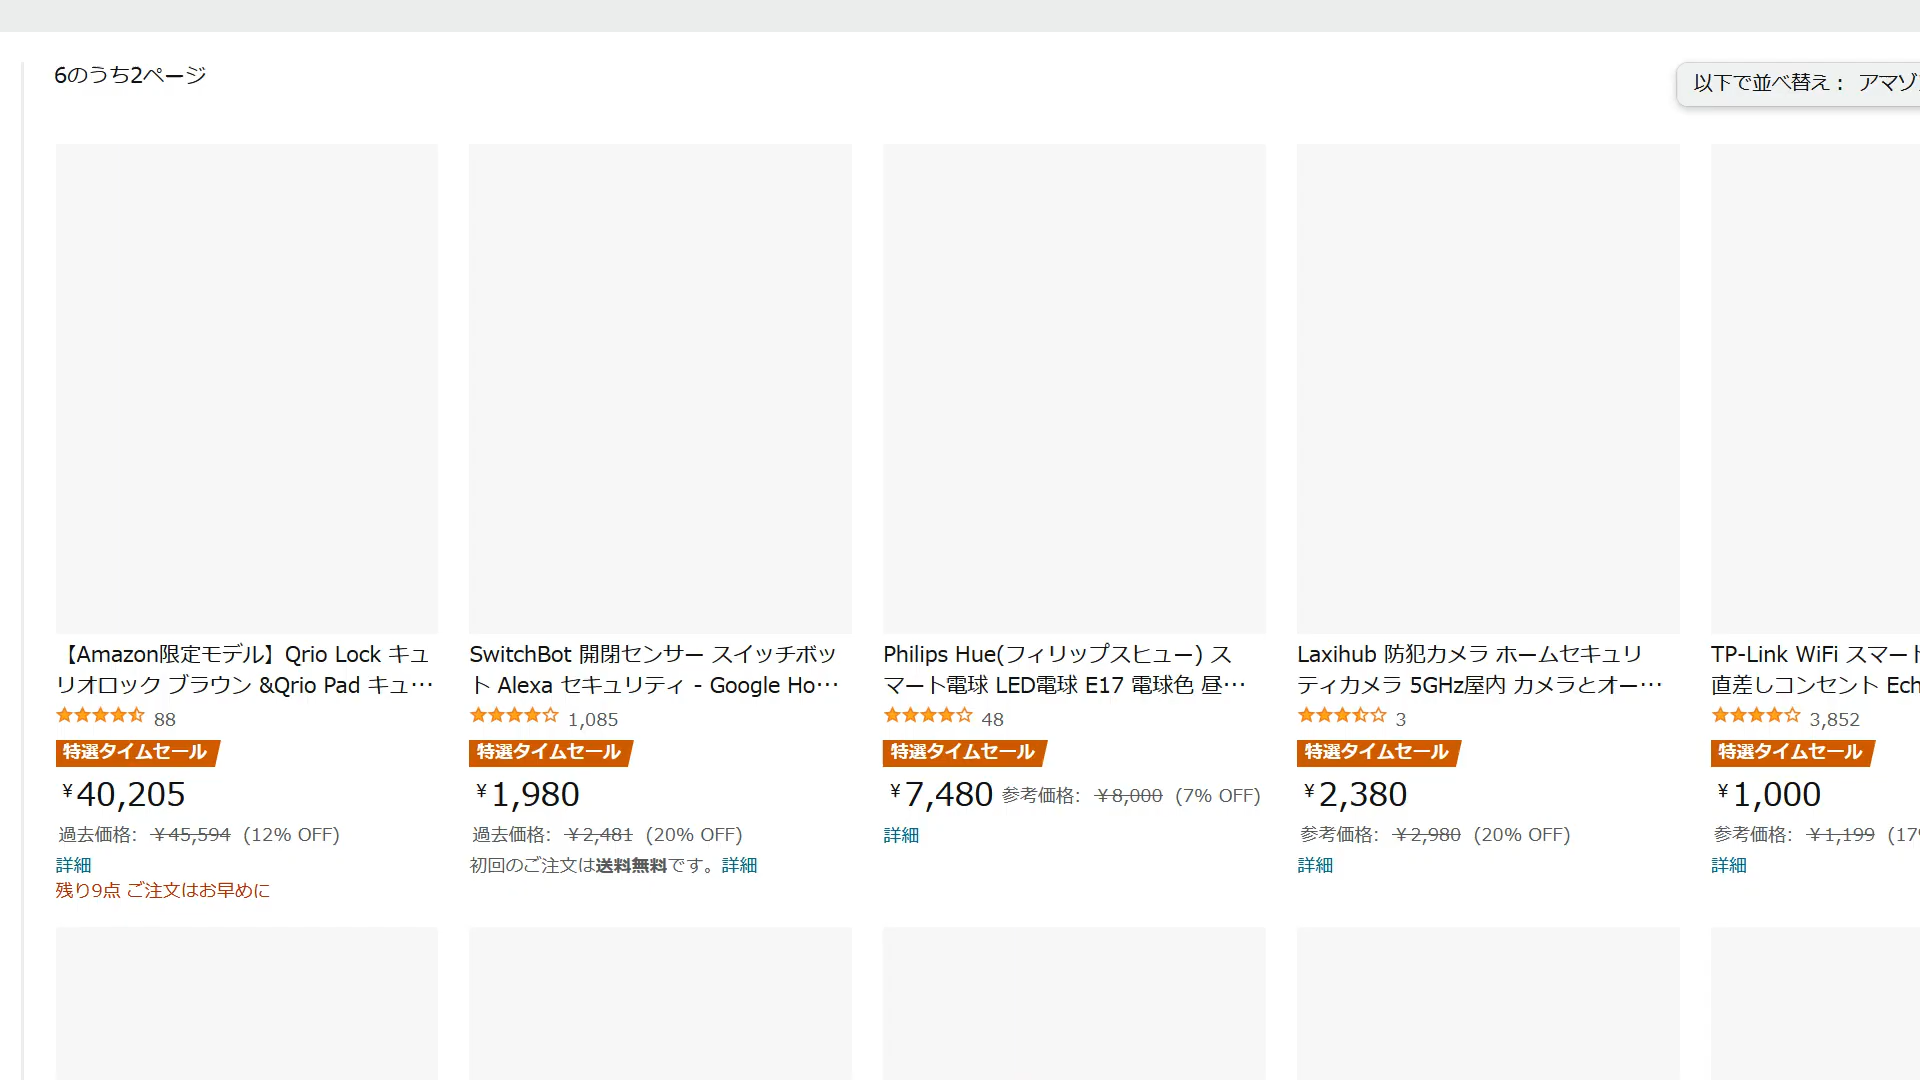 6のうち2ページ
以下で並べ替え： アマゾ
【Amazon限定モデル】Qrio Lock キュ
リオロック ブラウン &Qrio Pad キュ…
88
特選タイムセール
¥40,205
過去価格: ¥45,594 (12% OFF)
詳細
残り9点 ご注文はお早めに
SwitchBot 開閉センサー スイッチボッ
ト Alexa セキュリティ - Google Ho…
1,085
特選タイムセール
¥1,980
過去価格: ¥2,481 (20% OFF)
初回のご注文は送料無料です。詳細
Philips Hue(フィリップスヒュー) ス
マート電球 LED電球 E17 電球色 昼…
48
特選タイムセール
¥7,480 参考価格: ¥8,000 (7% OFF)
詳細
Laxihub 防犯カメラ ホームセキュリ
ティカメラ 5GHz屋内 カメラとオー…
3
特選タイムセール
¥2,380
参考価格: ¥2,980 (20% OFF)
詳細
TP-Link WiFi スマート
直差しコンセント Ech
3,852
特選タイムセール
¥1,000
参考価格: ¥1,199 (17%
詳細